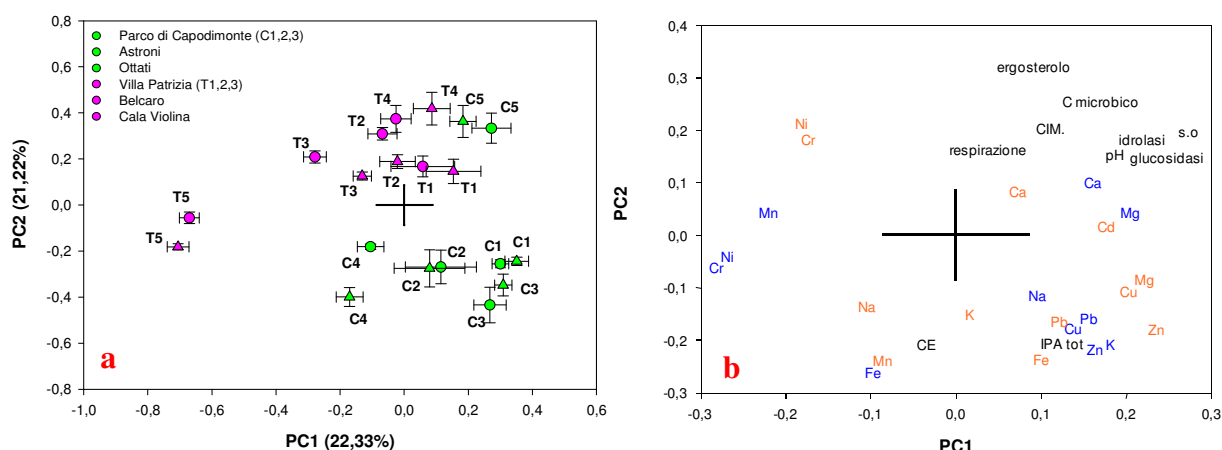 0,8
0,6
0,4
0,2
0,0
-0,2
-0,4
-0,6
-0,8
PC2 (21,22%)
Parco di Capodimonte (C1,2,3)
Astroni
Ottati
Villa Patrizia (T1,2,3)
Belcaro
Cala Violina
T4
T4
C5
C5
T2
T3
T3
T2
T1
T1
T5
T5
C4
C2
C1
C1
C2
C3
C4
C3
a
-1,0
-0,8
-0,6
-0,4
-0,2
0,0
0,2
0,4
0,6
PC1 (22,33%)
0,4
0,3
0,2
0,1
0,0
-0,1
-0,2
-0,3
PC2
ergosterolo
C microbico
Ni
Cr
CIM.
s.o
idrolasi
respirazione
pH
glucosidasi
Ca
Ca
Mn
Mg
Cd
Ni
Cr
Mg
Cu
Na
Cu
K
Pb
Pb
Cu
Zn
CE
IPA tot
Zn
K
Mn
Fe
Fe
b
-0,3
-0,2
-0,1
0,0
0,1
0,2
0,3
PC1